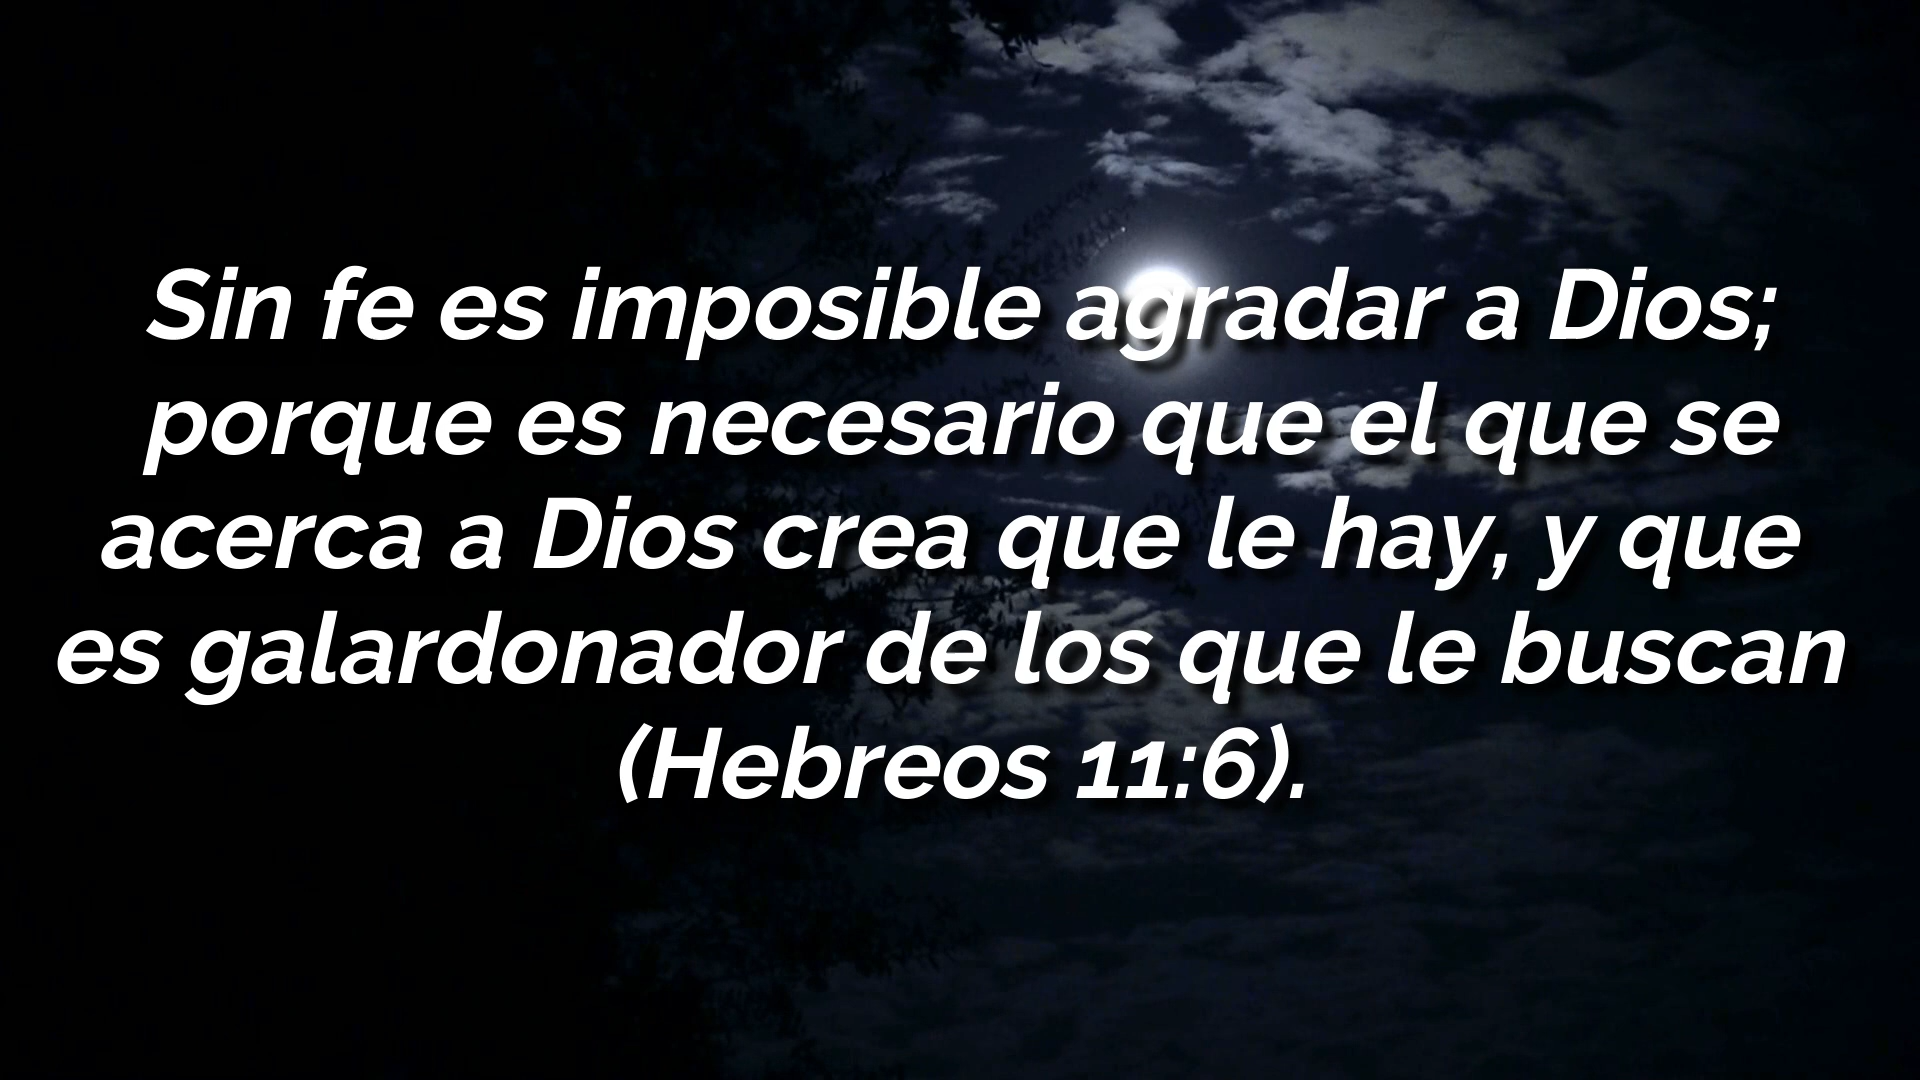 Sin fe es imposible agradar a Dios;
porque es necesario que el que se
acerca a Dios crea que le hay, y que
es galardonador de los que le buscan
(Hebreos 11:6).